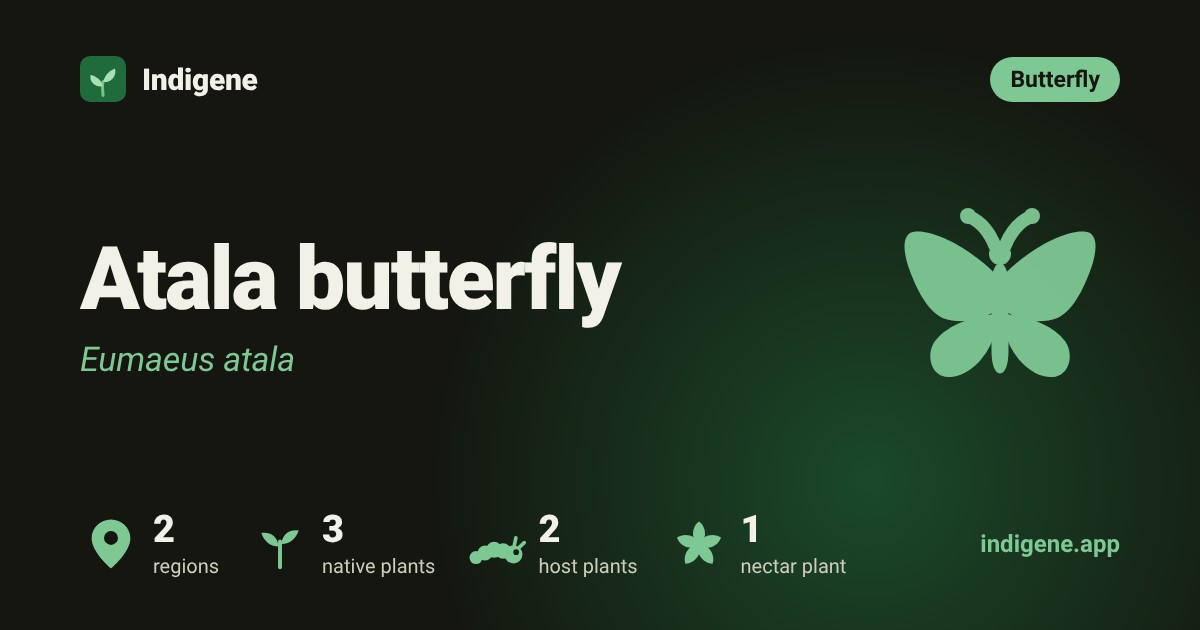 Indigene
Butterfly
Atala butterfly
Eumaeus atala
2
regions
3
native plants
2
host plants
1
nectar plant
indigene.app